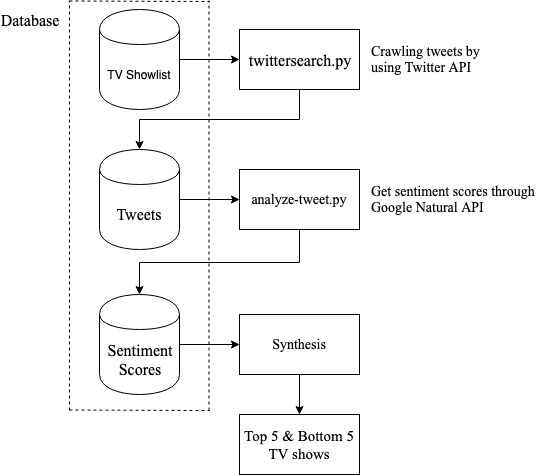 Database
TV Showlist
twittersearch.py
Crawling tweets by
using Twitter API
Tweets
analyze-tweet.py
Get sentiment scores through
Google Natural API
Sentiment
Scores
Synthesis
Top 5 & Bottom 5
TV shows